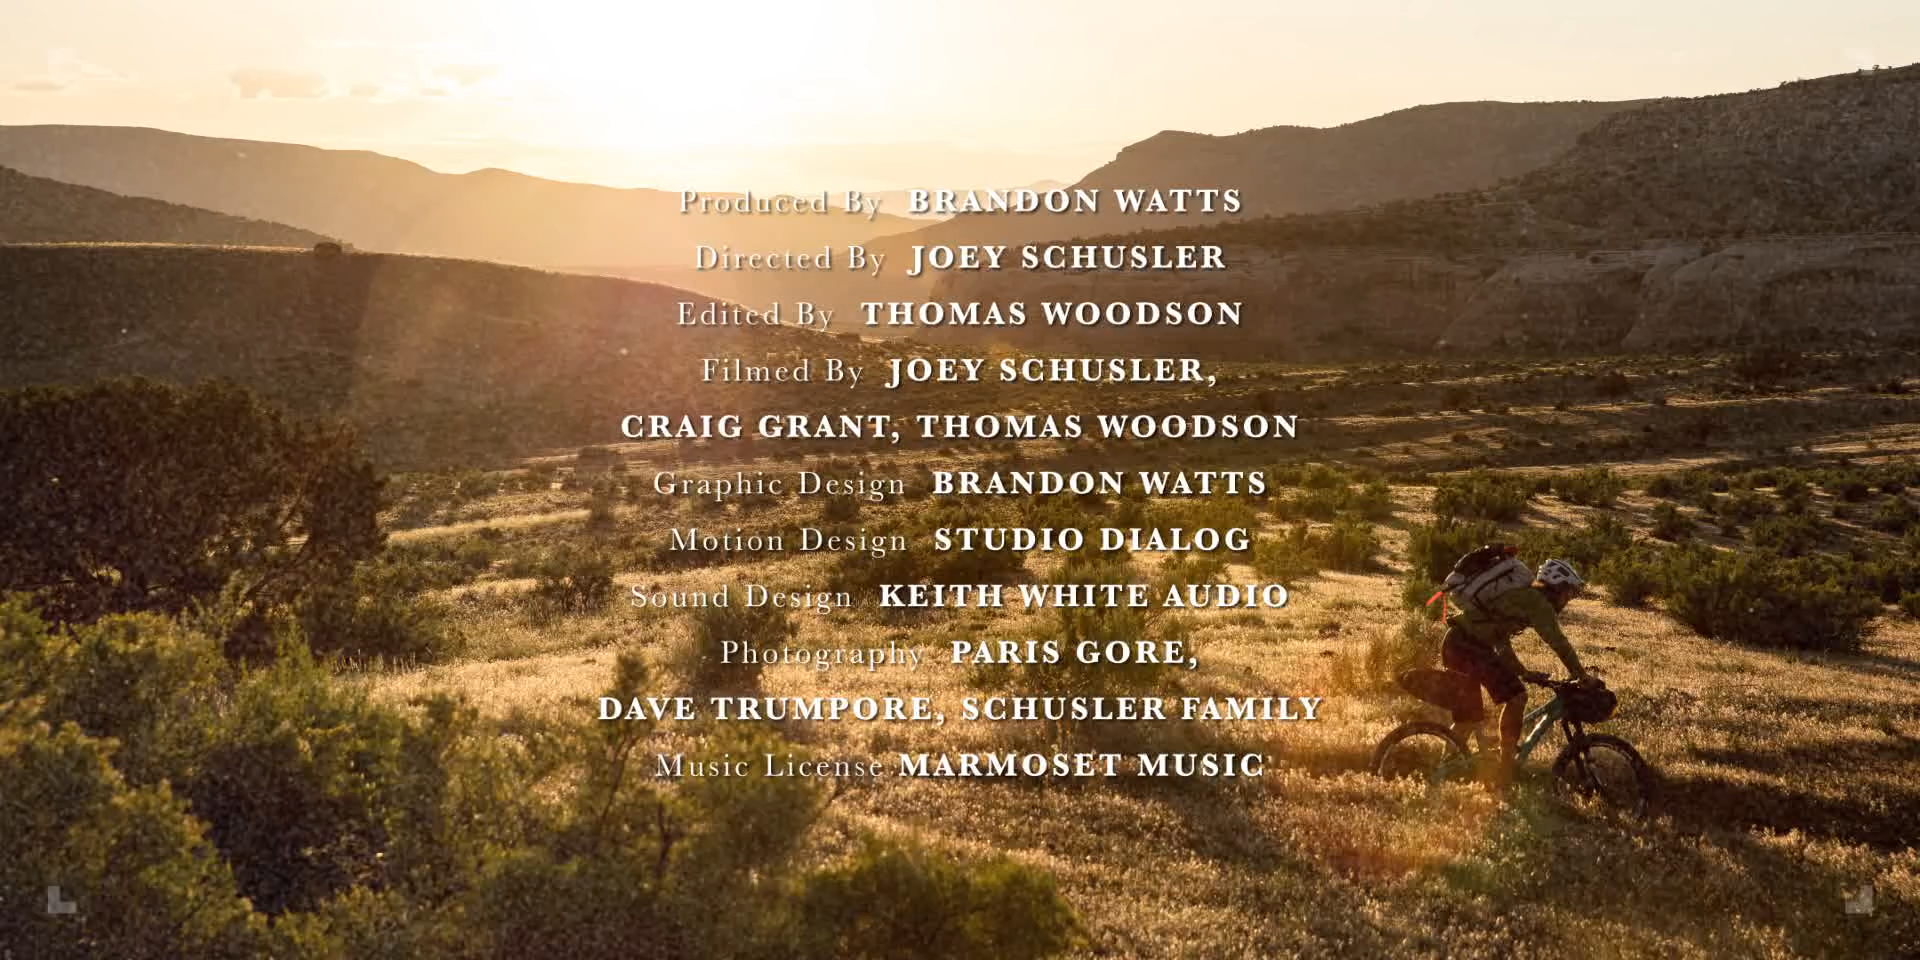 Produced By BRANDON WATTS
Directed By JOEY SCHUSLER
Edited By THOMAS WOODSON
Filmed By JOEY SCHUSLER,
CRAIG GRANT, THOMAS WOODSON
Graphic Design BRANDON WATTS
Motion Design STUDIO DIALOG
Sound Design KEITH WHITE AUDIO
Photography PARIS GORE,
DAVE TRUMPORE, SCHUSLER FAMILY
Music License MARMOSET MUSIC